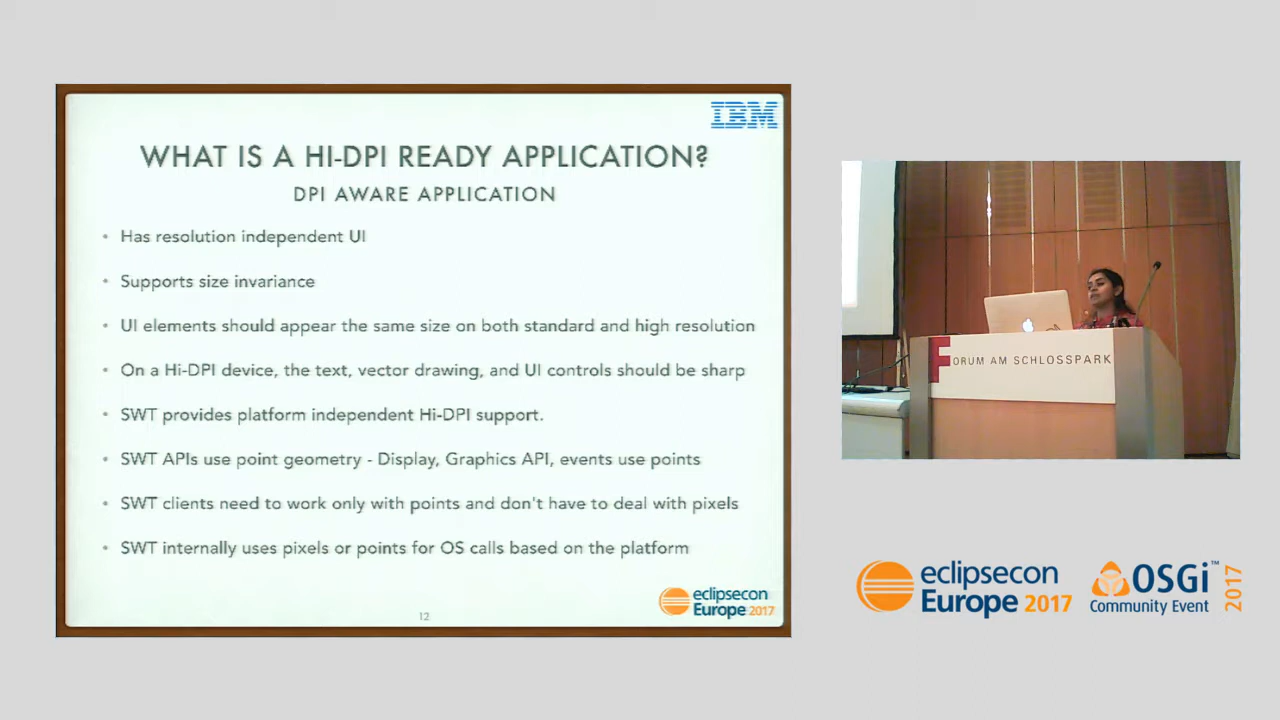 IBM
WHAT IS A HI-DPI READY APPLICATION?
DPI AWARE APPLICATION
• Has resolution independent UI
• Supports size invariance
• UI elements should appear the same size on both standard and high resolution
• On a Hi-DPI device, the text, vector drawing, and UI controls should be sharp
• SWT provides platform independent Hi-DPI support.
• SWT APIs use point geometry - Display, Graphics API, events use points
• SWT clients need to work only with points and don't have to deal with pixels
• SWT internally uses pixels or points for OS calls based on the platform
eclipsecon
Europe 2017
12
FORUM AM SCHLOSSPARK
eclipsecon
Europe 2017
OSGi™
Community Event
2017